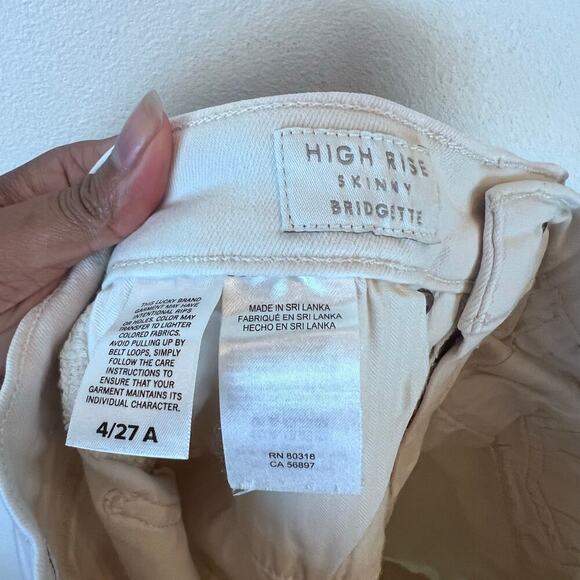 HIGH RISE
SKINNY
BRIDGETTE
THIS LUCKY BRAND
GARMENT MAY HAVE
INTENTIONAL RIPS
OR HOLES. COLOR MAY
TRANSFER TO LIGHTER
COLORED FABRICS.
AVOID PULLING UP BY
BELT LOOPS, SIMPLY
FOLLOW THE CARE
INSTRUCTIONS TO
ENSURE THAT YOUR
GARMENT MAINTAINS ITS
INDIVIDUAL CHARACTER.
4/27 A
MADE IN SRI LANKA
FABRIQUÉ EN SRI LANKA
HECHO EN SRI LANKA
RN 80318
CA 56897